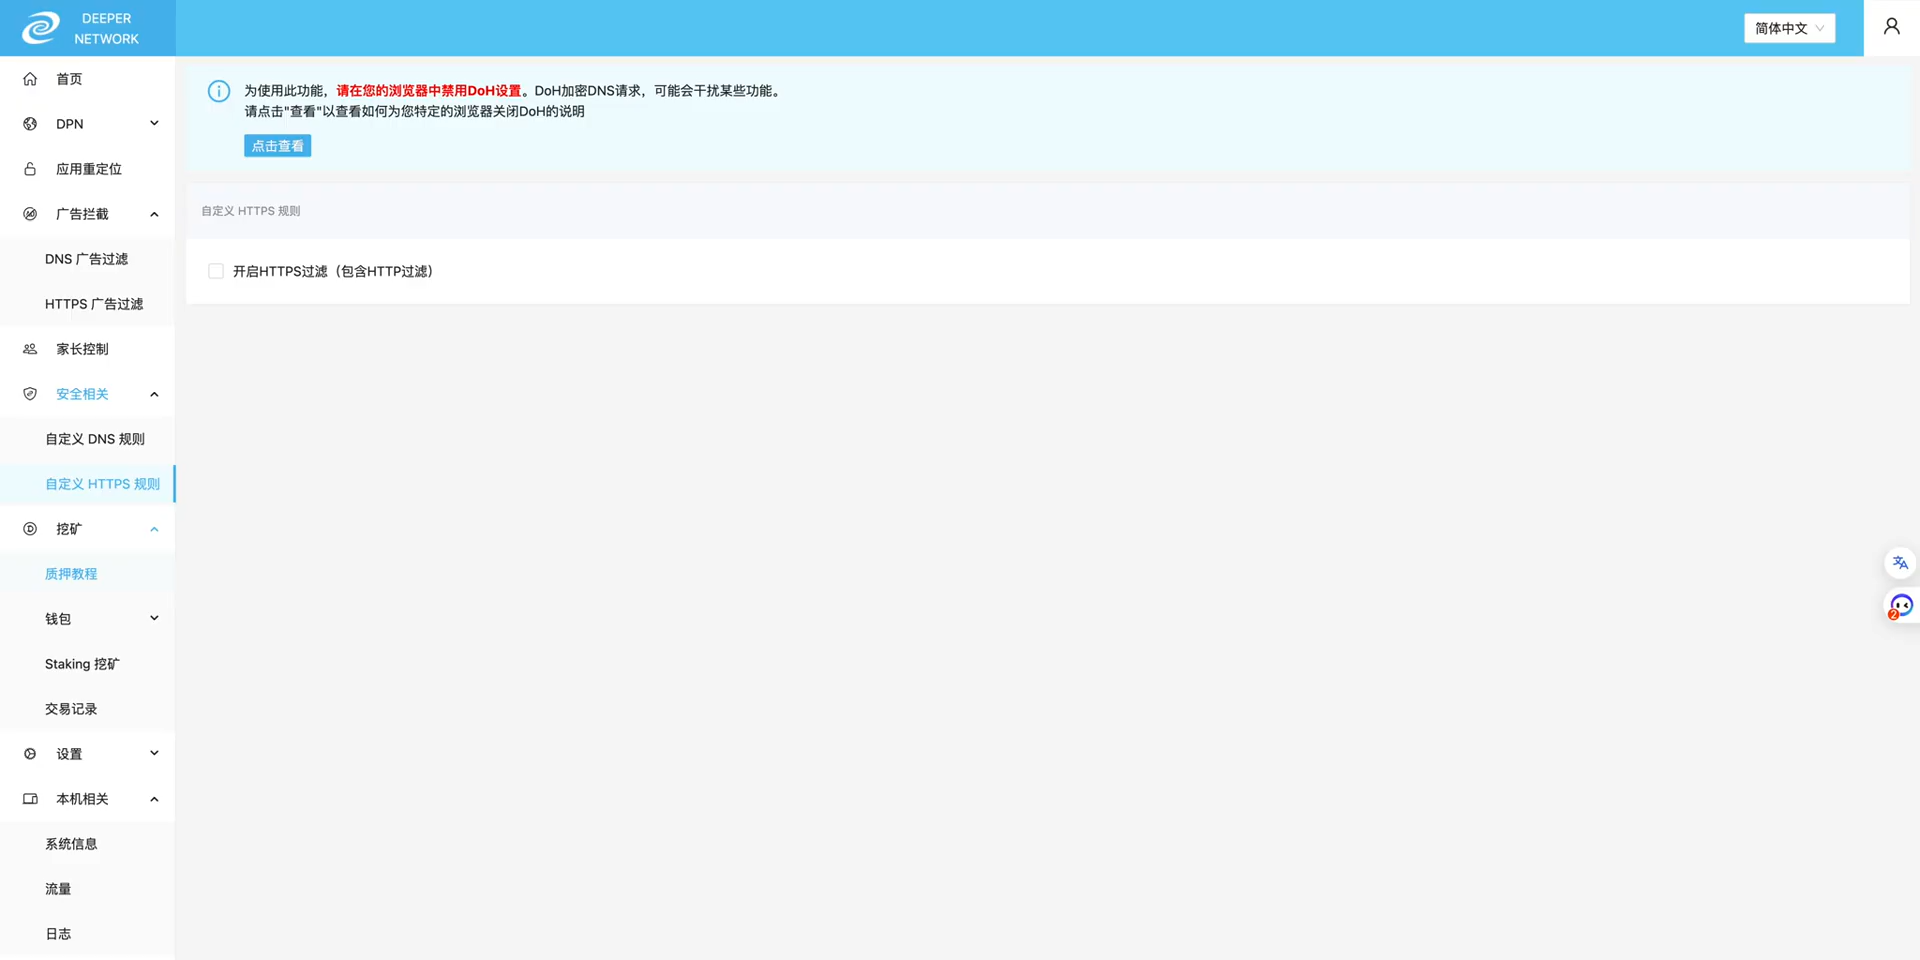 DEEPER
NETWORK
简体中文
首页
DPN
应用重定位
广告拦截
DNS 广告过滤
HTTPS 广告过滤
家长控制
安全相关
自定义 DNS 规则
自定义 HTTPS 规则
挖矿
质押教程
钱包
Staking 挖矿
交易记录
设置
本机相关
系统信息
流量
日志
为使用此功能，请在您的浏览器中禁用DoH设置。DoH加密DNS请求，可能会干扰某些功能。
请点击"查看"以查看如何为您特定的浏览器关闭DoH的说明
点击查看
自定义 HTTPS 规则
开启HTTPS过滤（包含HTTP过滤）
2